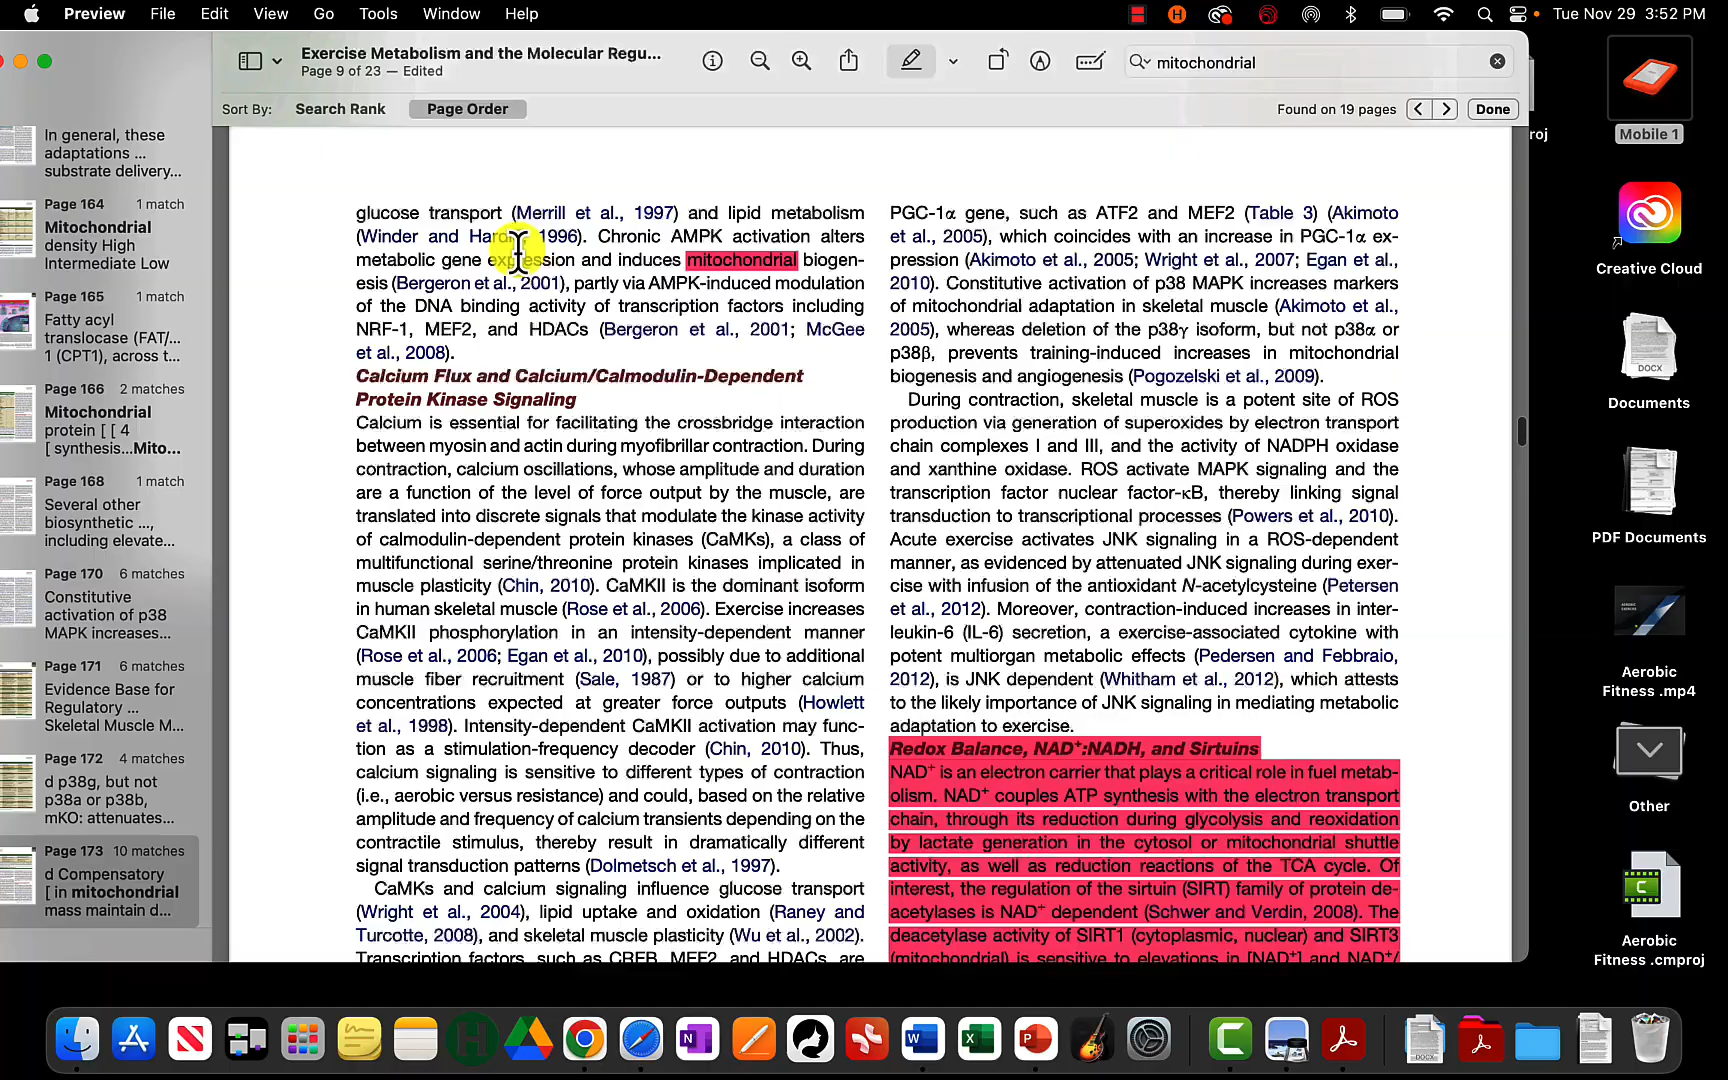 Preview File Edit View Go Tools Window Help
Tue Nov 29 3:52 PM
Exercise Metabolism and the Molecular Regu...
Page 9 of 23 — Edited
mitochondrial
Sort By: Search Rank Page Order
Found on 19 pages
Done
In general, these
adaptations ...
substrate delivery...
Page 164 1 match
Mitochondrial
density High
Intermediate Low
Page 165 1 match
Fatty acyl
translocase (FAT/...
1 (CPT1), across t...
Page 166 2 matches
Mitochondrial
protein [ [ 4
[ synthesis...Mito...
Page 168 1 match
Several other
biosynthetic ...,
including elevate...
Page 170 6 matches
Constitutive
activation of p38
MAPK increases...
Page 171 6 matches
Evidence Base for
Regulatory ...
Skeletal Muscle M...
Page 172 4 matches
d p38g, but not
p38a or p38b,
mKO: attenuates...
Page 173 10 matches
d Compensatory
[ in mitochondrial
mass maintain d...
glucose transport (Merrill et al., 1997) and lipid metabolism
(Winder and 1996). Chronic AMPK activation alters
metabolic gene expression and induces mitochondrial biogen-
esis (Bergeron et al., 2001), partly via AMPK-induced modulation
of the DNA binding activity of transcription factors including
NRF-1, MEF2, and HDACs (Bergeron et al., 2001; McGee
et al., 2008).
Calcium Flux and Calcium/Calmodulin-Dependent
Protein Kinase Signaling
Calcium is essential for facilitating the crossbridge interaction
between myosin and actin during myofibrillar contraction. During
contraction, calcium oscillations, whose amplitude and duration
are a function of the level of force output by the muscle, are
translated into discrete signals that modulate the kinase activity
of calmodulin-dependent protein kinases (CaMKs), a class of
multifunctional serine/threonine protein kinases implicated in
muscle plasticity (Chin, 2010). CaMKII is the dominant isoform
in human skeletal muscle (Rose et al., 2006). Exercise increases
CaMKII phosphorylation in an intensity-dependent manner
(Rose et al., 2006; Egan et al., 2010), possibly due to additional
muscle fiber recruitment (Sale, 1987) or to higher calcium
concentrations expected at greater force outputs (Howlett
et al., 1998). Intensity-dependent CaMKII activation may func-
tion as a stimulation-frequency decoder (Chin, 2010). Thus,
calcium signaling is sensitive to different types of contraction
(i.e., aerobic versus resistance) and could, based on the relative
amplitude and frequency of calcium transients depending on the
contractile stimulus, thereby result in dramatically different
signal transduction patterns (Dolmetsch et al., 1997).
CaMKs and calcium signaling influence glucose transport
(Wright et al., 2004), lipid uptake and oxidation (Raney and
Turcotte, 2008), and skeletal muscle plasticity (Wu et al., 2002).
Transcription factors, such as CREB, MEF2, and HDACs, are
PGC-1α gene, such as ATF2 and MEF2 (Table 3) (Akimoto
et al., 2005), which coincides with an increase in PGC-1α ex-
pression (Akimoto et al., 2005; Wright et al., 2007; Egan et al.,
2010). Constitutive activation of p38 MAPK increases markers
of mitochondrial adaptation in skeletal muscle (Akimoto et al.,
2005), whereas deletion of the p38γ isoform, but not p38α or
p38β, prevents training-induced increases in mitochondrial
biogenesis and angiogenesis (Pogozelski et al., 2009).
During contraction, skeletal muscle is a potent site of ROS
production via generation of superoxides by electron transport
chain complexes I and III, and the activity of NADPH oxidase
and xanthine oxidase. ROS activate MAPK signaling and the
transcription factor nuclear factor-κB, thereby linking signal
transduction to transcriptional processes (Powers et al., 2010).
Acute exercise activates JNK signaling in a ROS-dependent
manner, as evidenced by attenuated JNK signaling during exer-
cise with infusion of the antioxidant N-acetylcysteine (Petersen
et al., 2012). Moreover, contraction-induced increases in inter-
leukin-6 (IL-6) secretion, a exercise-associated cytokine with
potent multiorgan metabolic effects (Pedersen and Febbraio,
2012), is JNK dependent (Whitham et al., 2012), which attests
to the likely importance of JNK signaling in mediating metabolic
adaptation to exercise.
Redox Balance, NAD+:NADH, and Sirtuins
NAD+ is an electron carrier that plays a critical role in fuel metab-
olism. NAD+ couples ATP synthesis with the electron transport
chain, through its reduction during glycolysis and reoxidation
by lactate generation in the cytosol or mitochondrial shuttle
activity, as well as reduction reactions of the TCA cycle. Of
interest, the regulation of the sirtuin (SIRT) family of protein de-
acetylases is NAD+ dependent (Schwer and Verdin, 2008). The
deacetylase activity of SIRT1 (cytoplasmic, nuclear) and SIRT3
(mitochondrial) is sensitive to elevations in [NAD+] and NAD+/
roj
Mobile 1
Creative Cloud
DOCX
Documents
PDF Documents
Aerobic
Fitness .mp4
Other
Aerobic
Fitness .cmproj